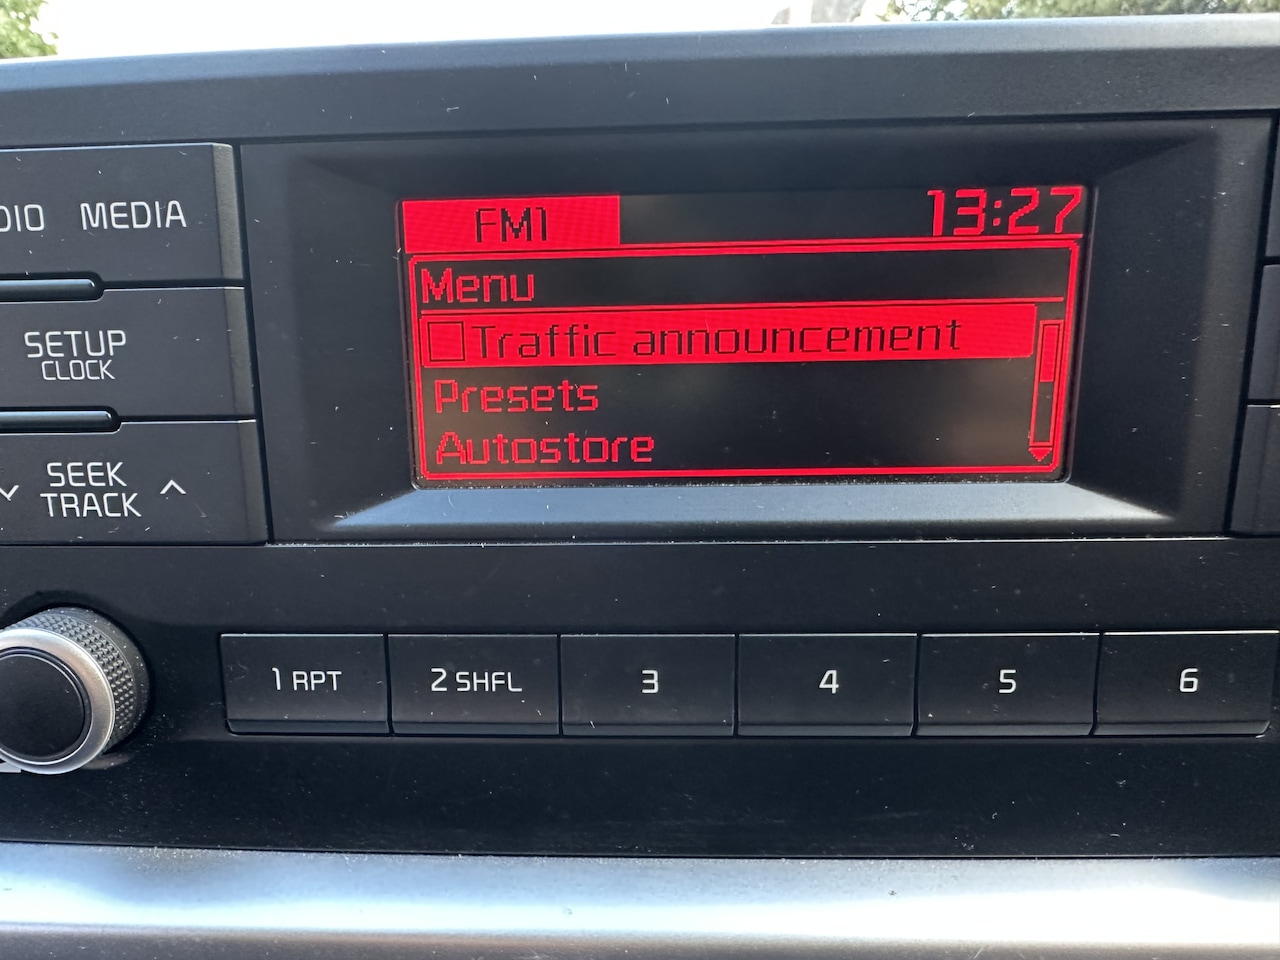 FM1 13:27
Menu
Traffic announcement
Presets
Autostore
MEDIA
SETUP
CLOCK
SEEK
TRACK
1 RPT 2 SHFL 3 4 5 6